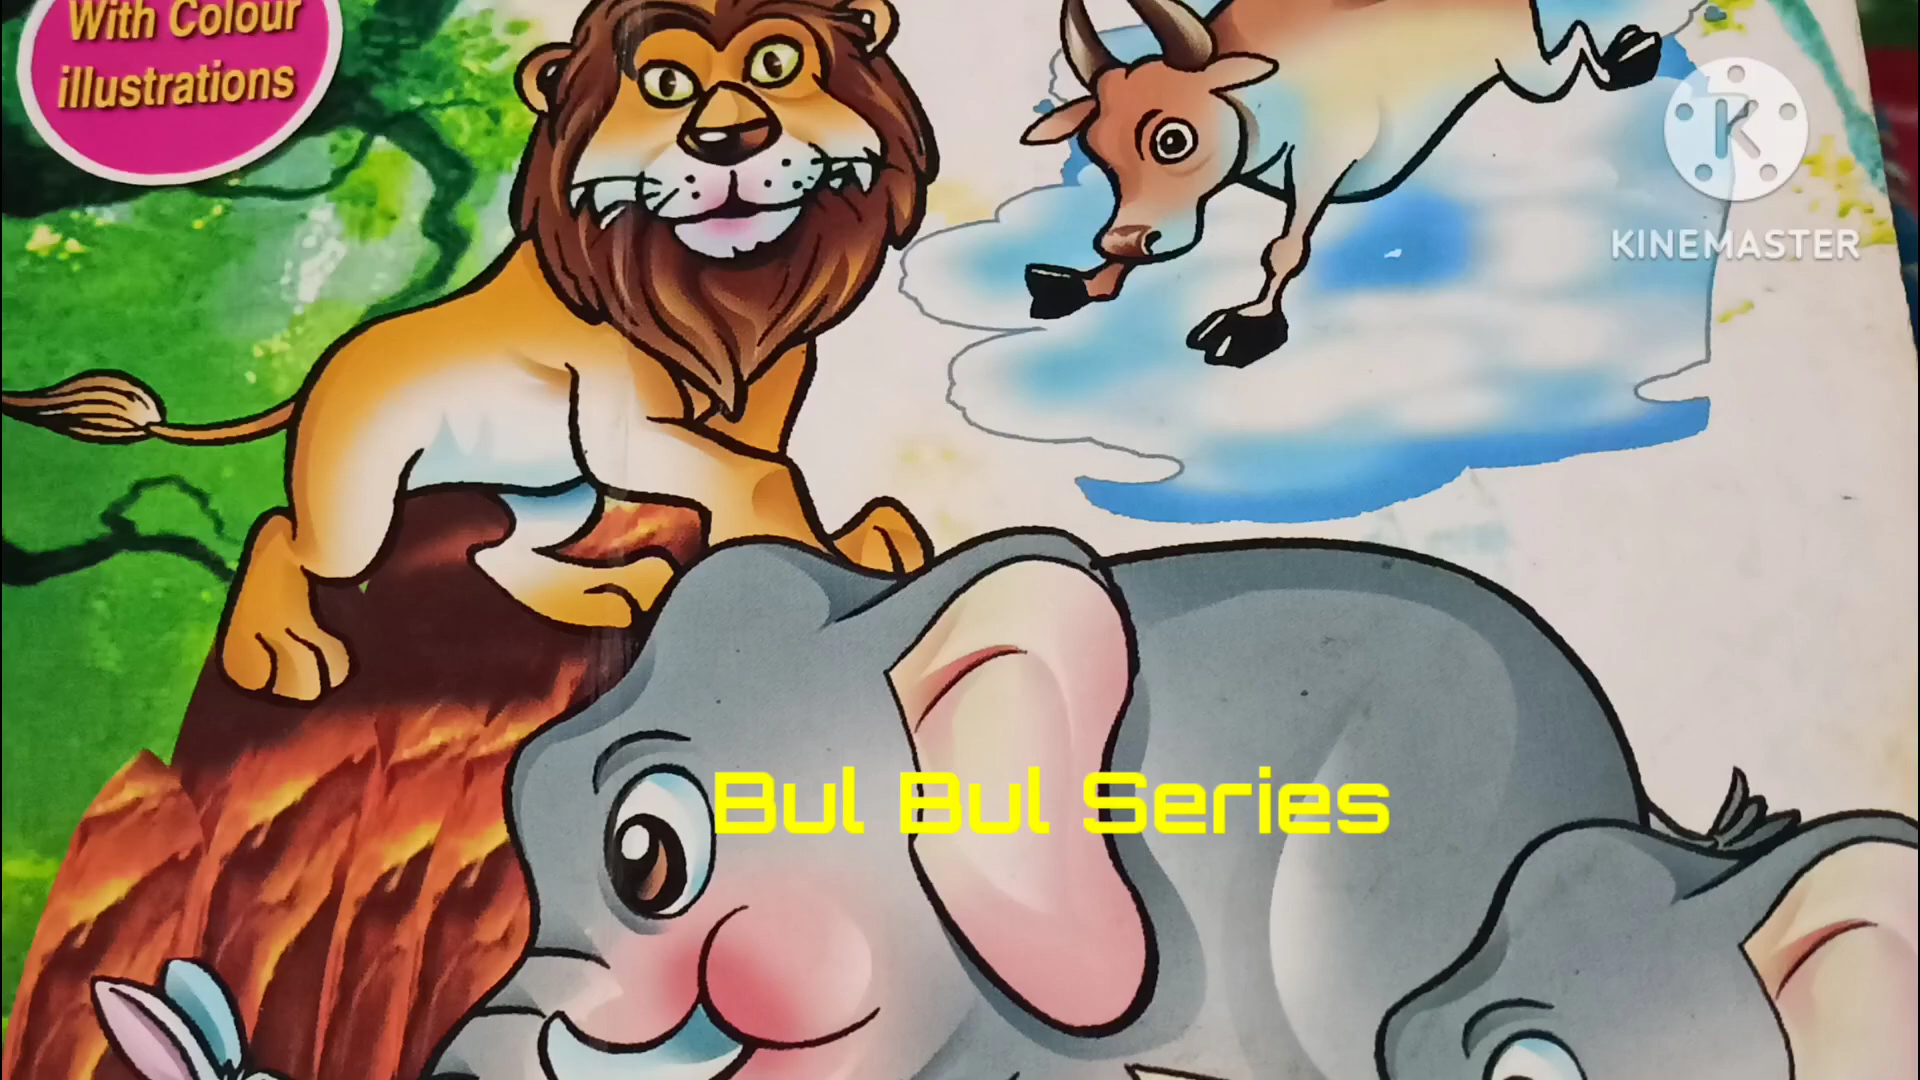 With Colour
illustrations
K
KINEMASTER
Bul Bul Series